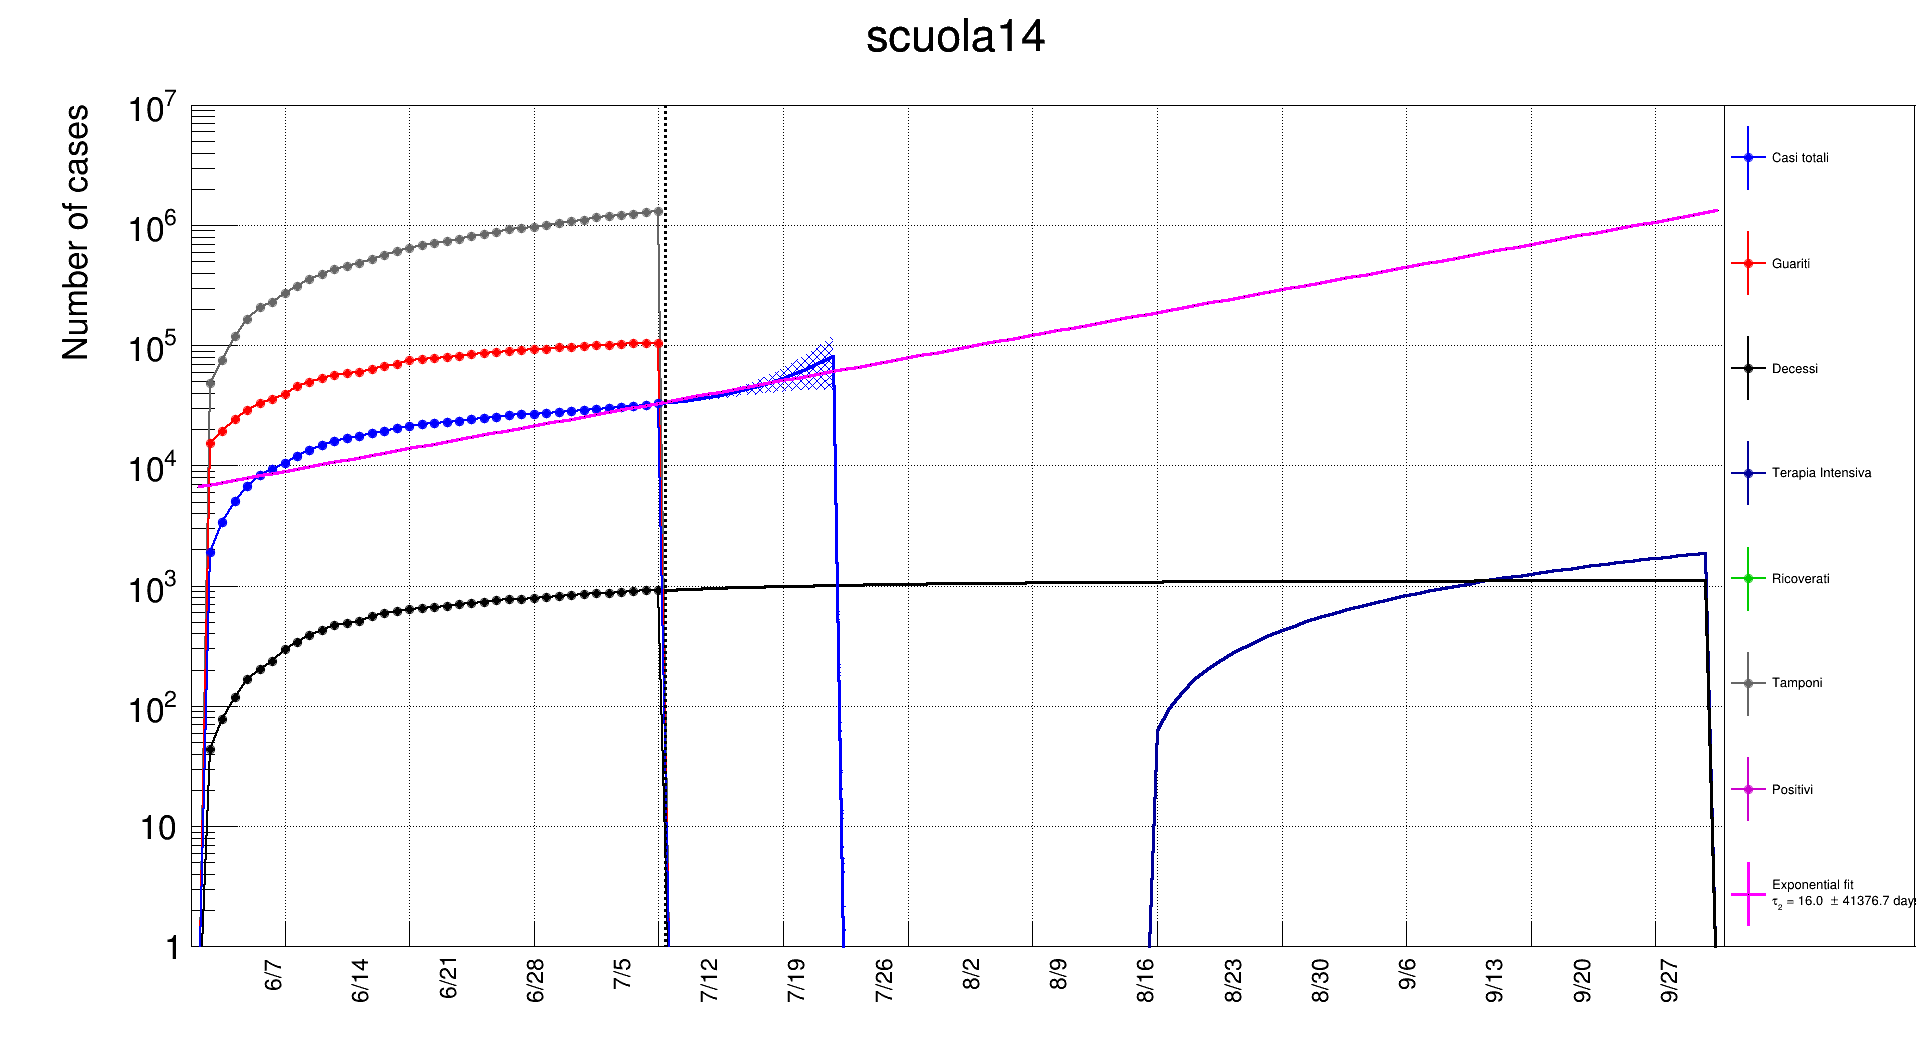 scuola14
Number of cases
10^7
10^6
10^5
10^4
10^3
10^2
10
1
6/7 6/14 6/21 6/28 7/5 7/12 7/19 7/26 8/2 8/9 8/16 8/23 8/30 9/6 9/13 9/20 9/27
Casi totali
Guariti
Decessi
Terapia Intensiva
Ricoverati
Tamponi
Positivi
Exponential fit
τ₂ = 16.0 ± 41376.7 days